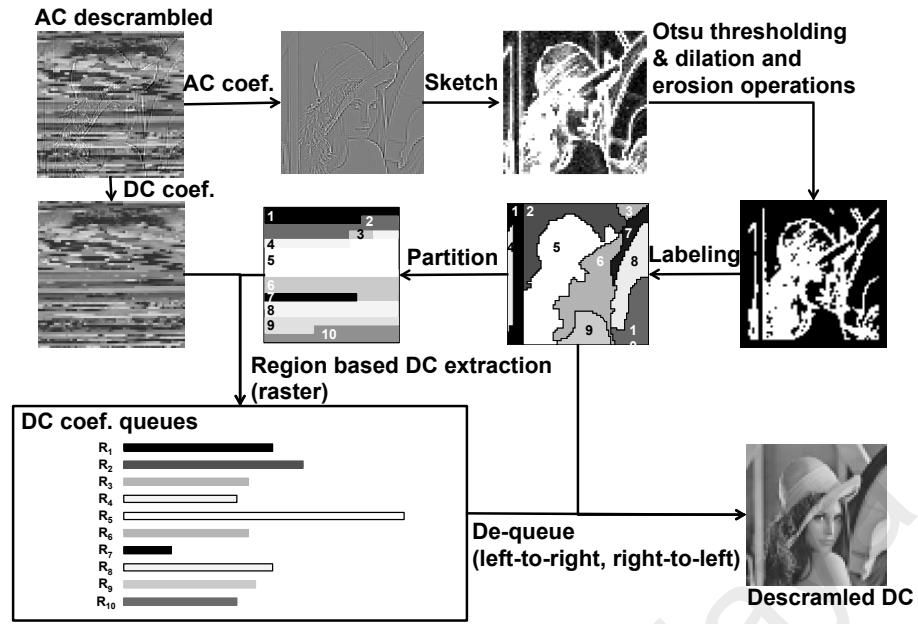 AC descrambled
AC coef.
Sketch
Otsu thresholding
& dilation and
erosion operations
DC coef.
1
2
3
4
5
6
7
8
9
10
Partition
1 2 3
4 5 6 7 8
9 1
0
Labeling
Region based DC extraction
(raster)
DC coef. queues
R1
R2
R3
R4
R5
R6
R7
R8
R9
R10
De-queue
(left-to-right, right-to-left)
Descramled DC